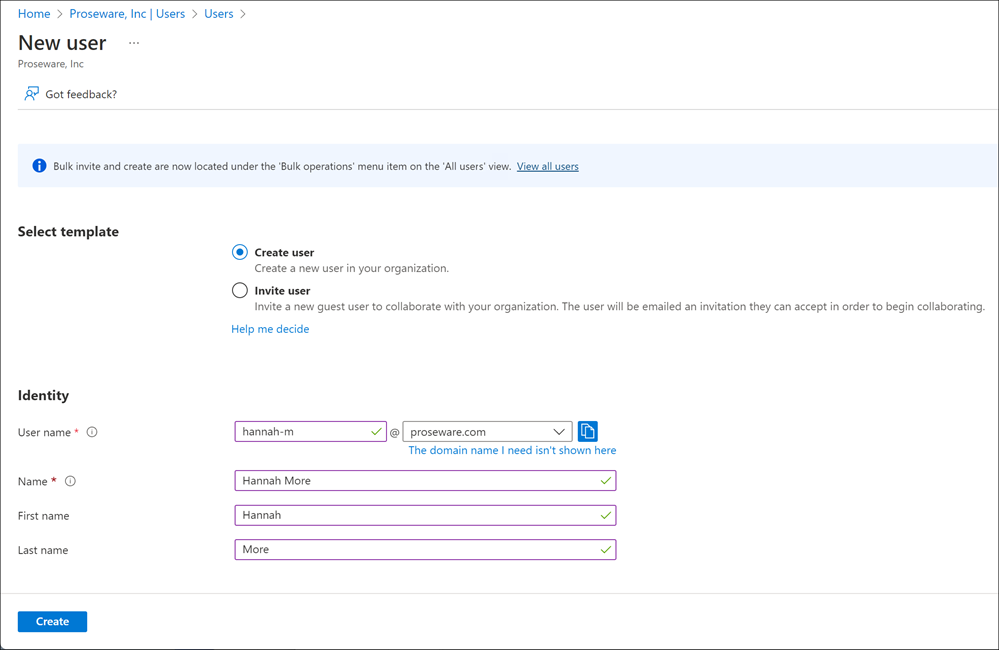 Home > Proseware, Inc | Users > Users >
New user ...
Proseware, Inc
Got feedback?
Bulk invite and create are now located under the 'Bulk operations' menu item on the 'All users' view. View all users
Select template
Create user
Create a new user in your organization.
Invite user
Invite a new guest user to collaborate with your organization. The user will be emailed an invitation they can accept in order to begin collaborating.
Help me decide
Identity
User name * hannah-m @ proseware.com
The domain name I need isn't shown here
Name * Hannah More
First name Hannah
Last name More
Create